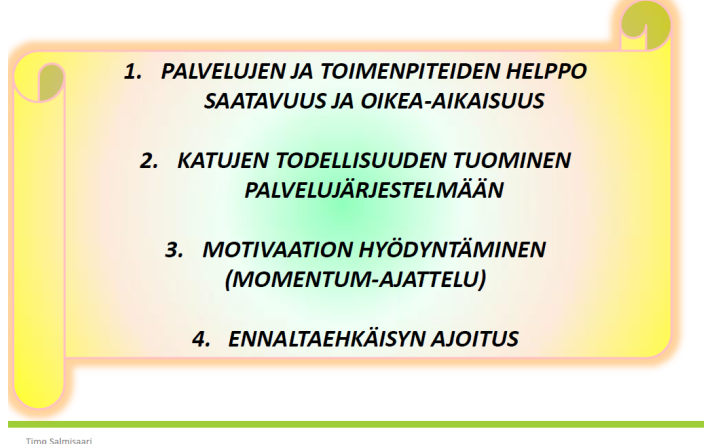 1. PALVELUJEN JA TOIMENPITEIDEN HELPPO
SAATAVUUS JA OIKEA-AIKAISUUS
2. KATUJEN TODELLISUUDEN TUOMINEN
PALVELUJÄRJESTELMÄÄN
3. MOTIVAATION HYÖDYNTÄMINEN
(MOMENTUM-AJATTELU)
4. ENNALTAEHKÄISYN AJOITUS
Timo Salmisaari